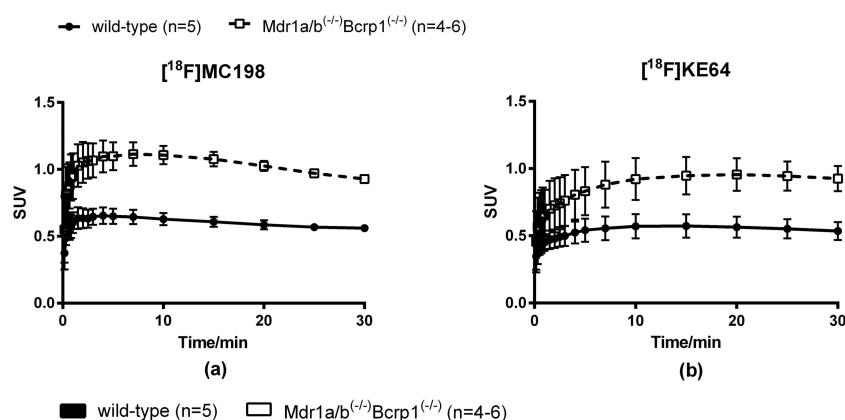 wild-type (n=5) Mdr1a/b(-/-)Bcrp1(-/-) (n=4-6)
[18F]MC198
[18F]KE64
1.5
1.0
0.5
0.0
SUV
0 10 20 30
Time/min
(a)
1.5
1.0
0.5
0.0
SUV
0 10 20 30
Time/min
(b)
wild-type (n=5) Mdr1a/b(-/-)Bcrp1(-/-) (n=4-6)